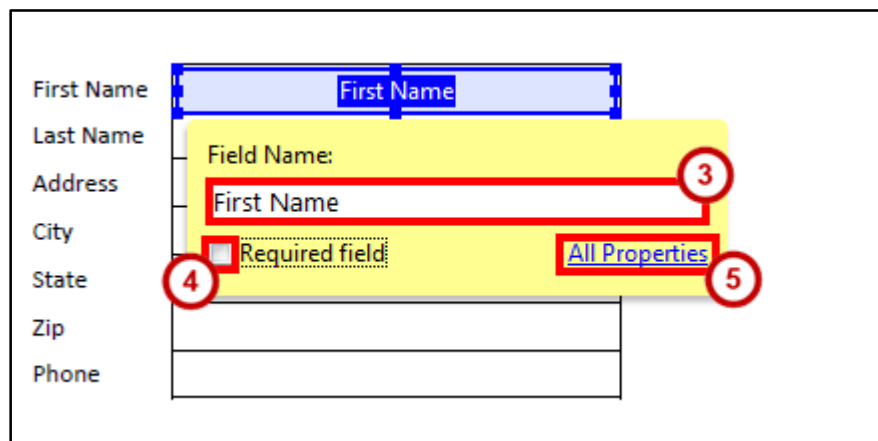 First Name First Name
Last Name
Field Name:
3
Address
First Name
City
4 Required field All Properties 5
State
Zip
Phone